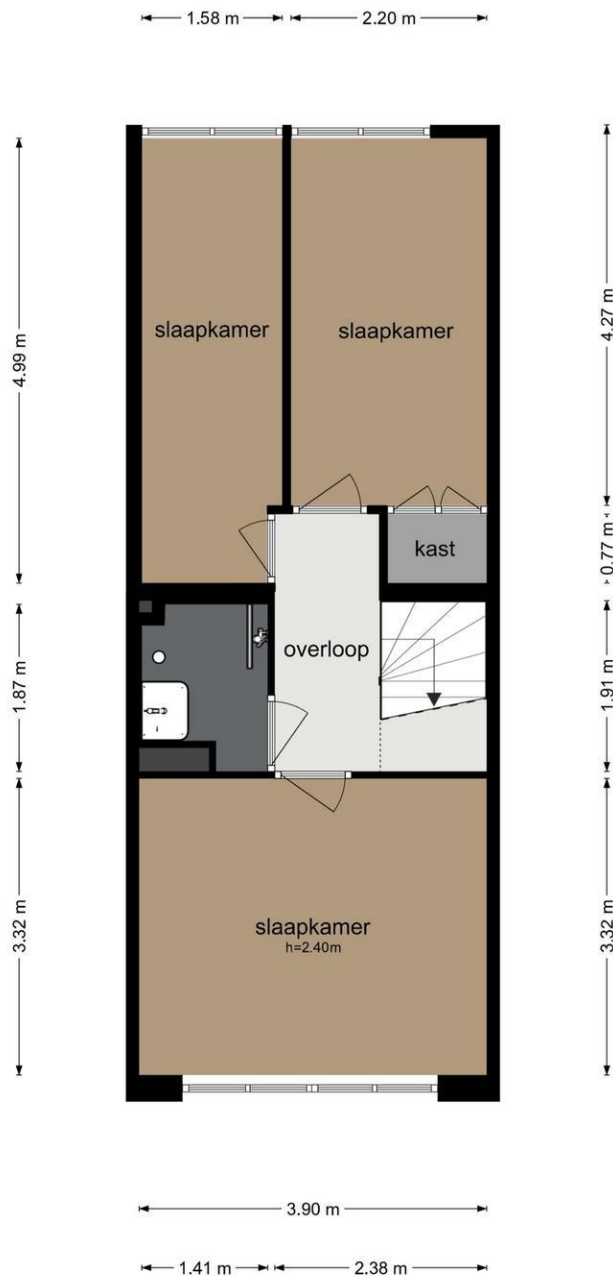 1.58 m
2.20 m
4.99 m
4.27 m
slaapkamer
slaapkamer
kast
0.77 m
overloop
1.87 m
1.91 m
3.32 m
3.32 m
slaapkamer
h=2.40m
3.90 m
1.41 m
2.38 m